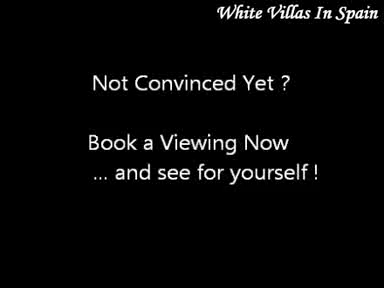 White Villas In Spain
Not Convinced Yet ?
Book a Viewing Now
... and see for yourself !